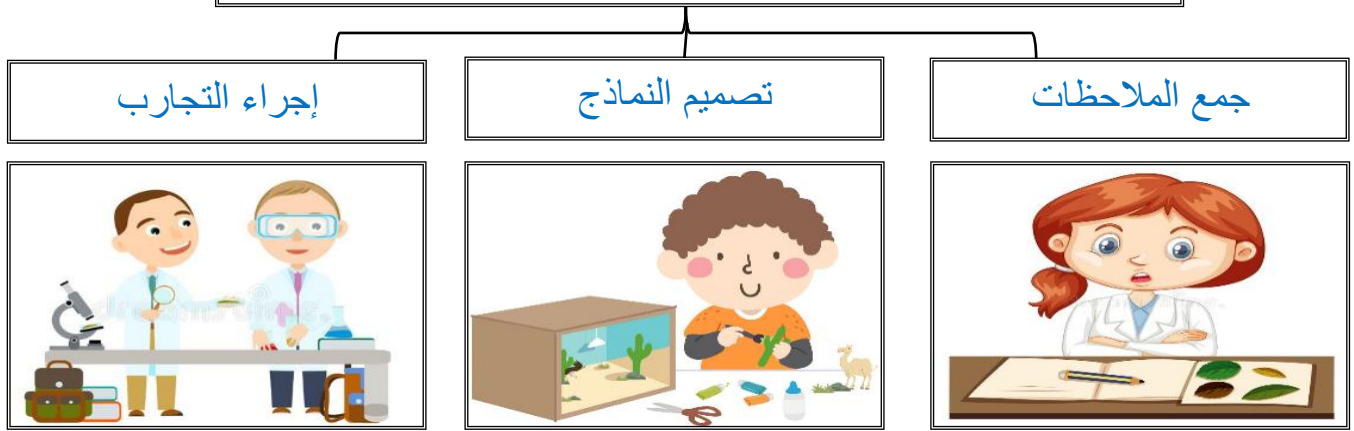 جمع الملاحظات
تصميم النماذج
إجراء التجارب